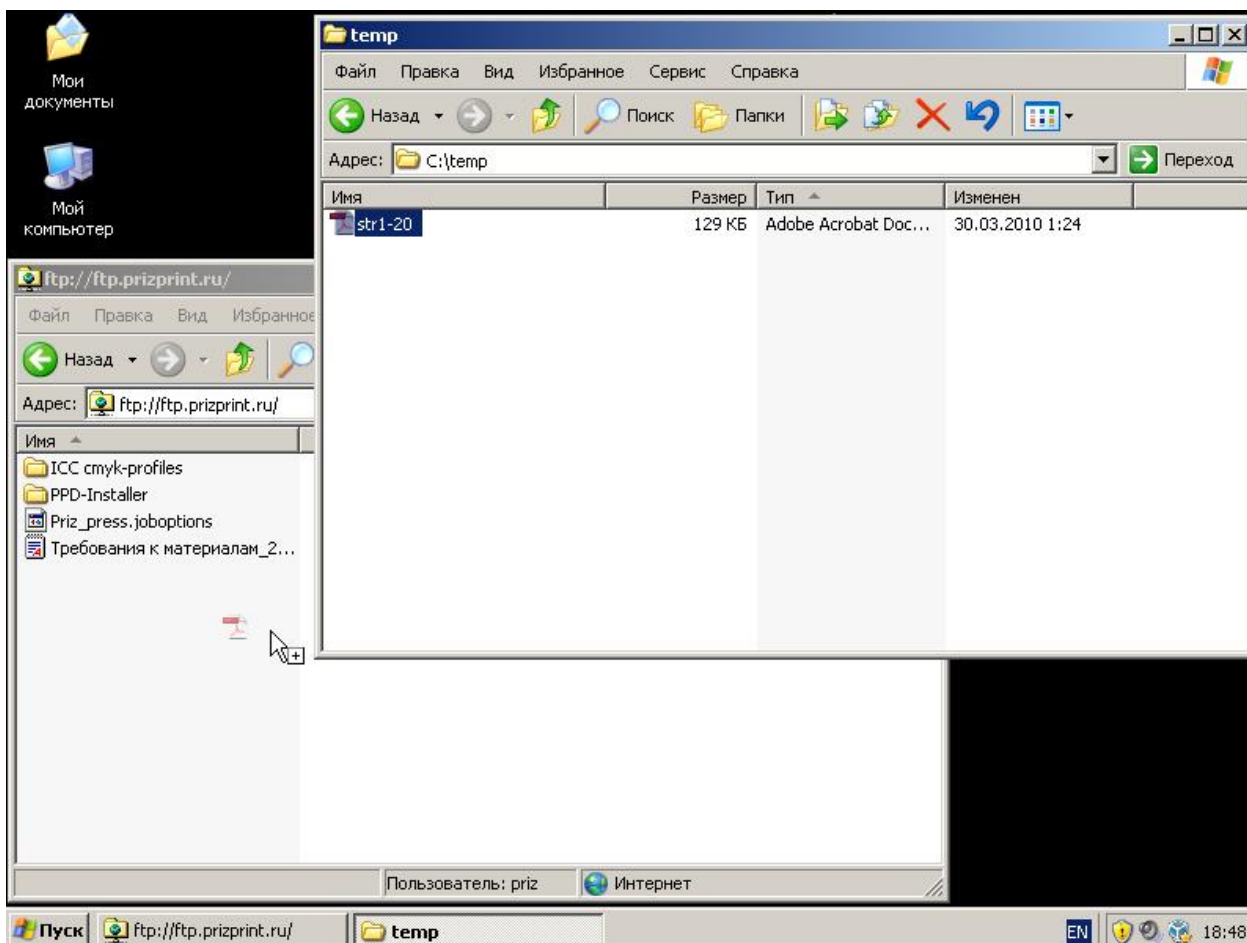 Мои
документы
Мой
компьютер
temp
Файл Правка Вид Избранное Сервис Справка
Назад Поиск Папки
Адрес: C:\temp Переход
Имя Размер Тип Изменен
str1-20 129 КБ Adobe Acrobat Doc... 30.03.2010 1:24
ftp://ftp.prizprint.ru/
Файл Правка Вид Избранное
Назад
Адрес: ftp://ftp.prizprint.ru/
Имя
ICC cmyk-profiles
PPD-Installer
Priz_press.joboptions
Требования к материалам_2...
Пользователь: priz Интернет
Пуск ftp://ftp.prizprint.ru/ temp EN 18:48